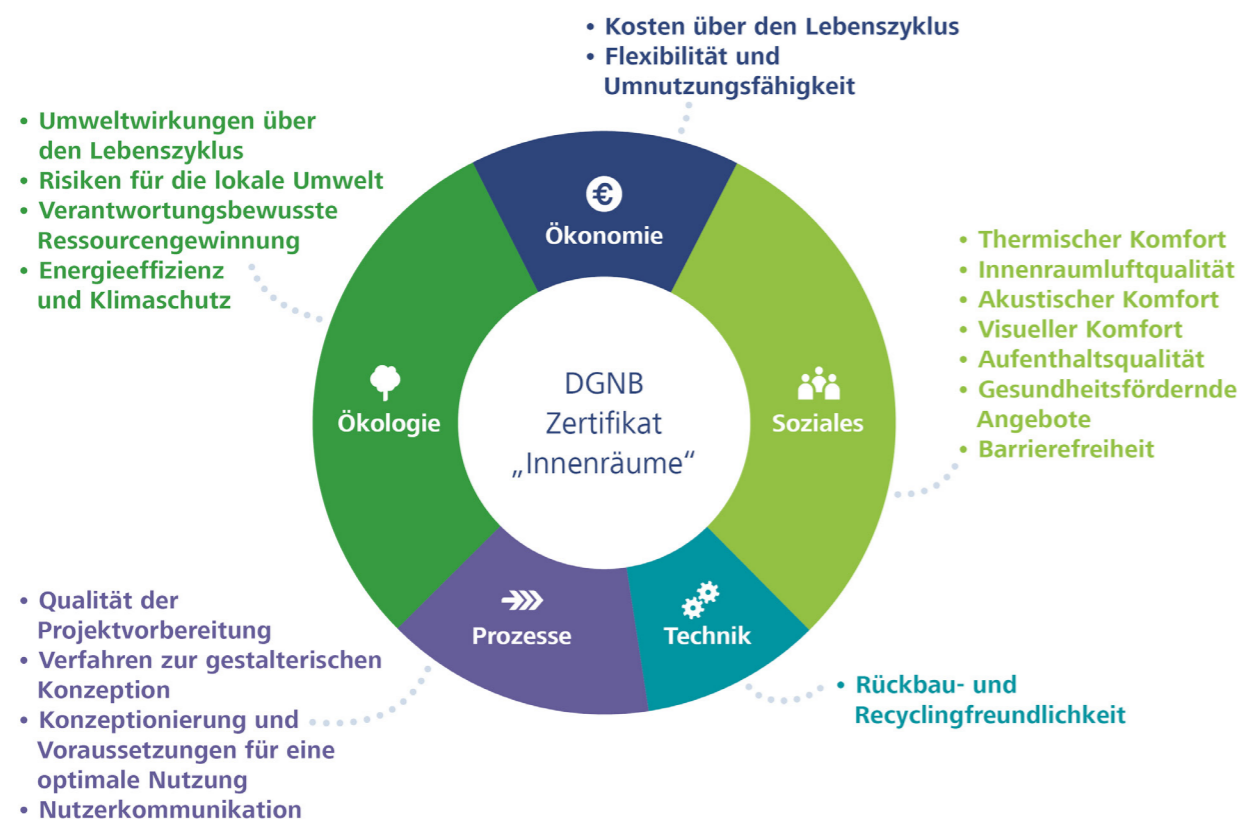 • Kosten über den Lebenszyklus
• Flexibilität und
Umnutzungsfähigkeit
• Umweltwirkungen über
den Lebenszyklus
• Risiken für die lokale Umwelt
• Verantwortungsbewusste
Ressourcengewinnung
• Energieeffizienz
und Klimaschutz
€
Ökonomie
• Thermischer Komfort
• Innenraumluftqualität
• Akustischer Komfort
• Visueller Komfort
• Aufenthaltsqualität
• Gesundheitsfördernde
Angebote
• Barrierefreiheit
Ökologie
DGNB
Zertifikat
„Innenräume“
Soziales
Prozesse
Technik
• Qualität der
Projektvorbereitung
• Verfahren zur gestalterischen
Konzeption
• Konzeptionierung und
Voraussetzungen für eine
optimale Nutzung
• Nutzerkommunikation
• Rückbau- und
Recyclingfreundlichkeit